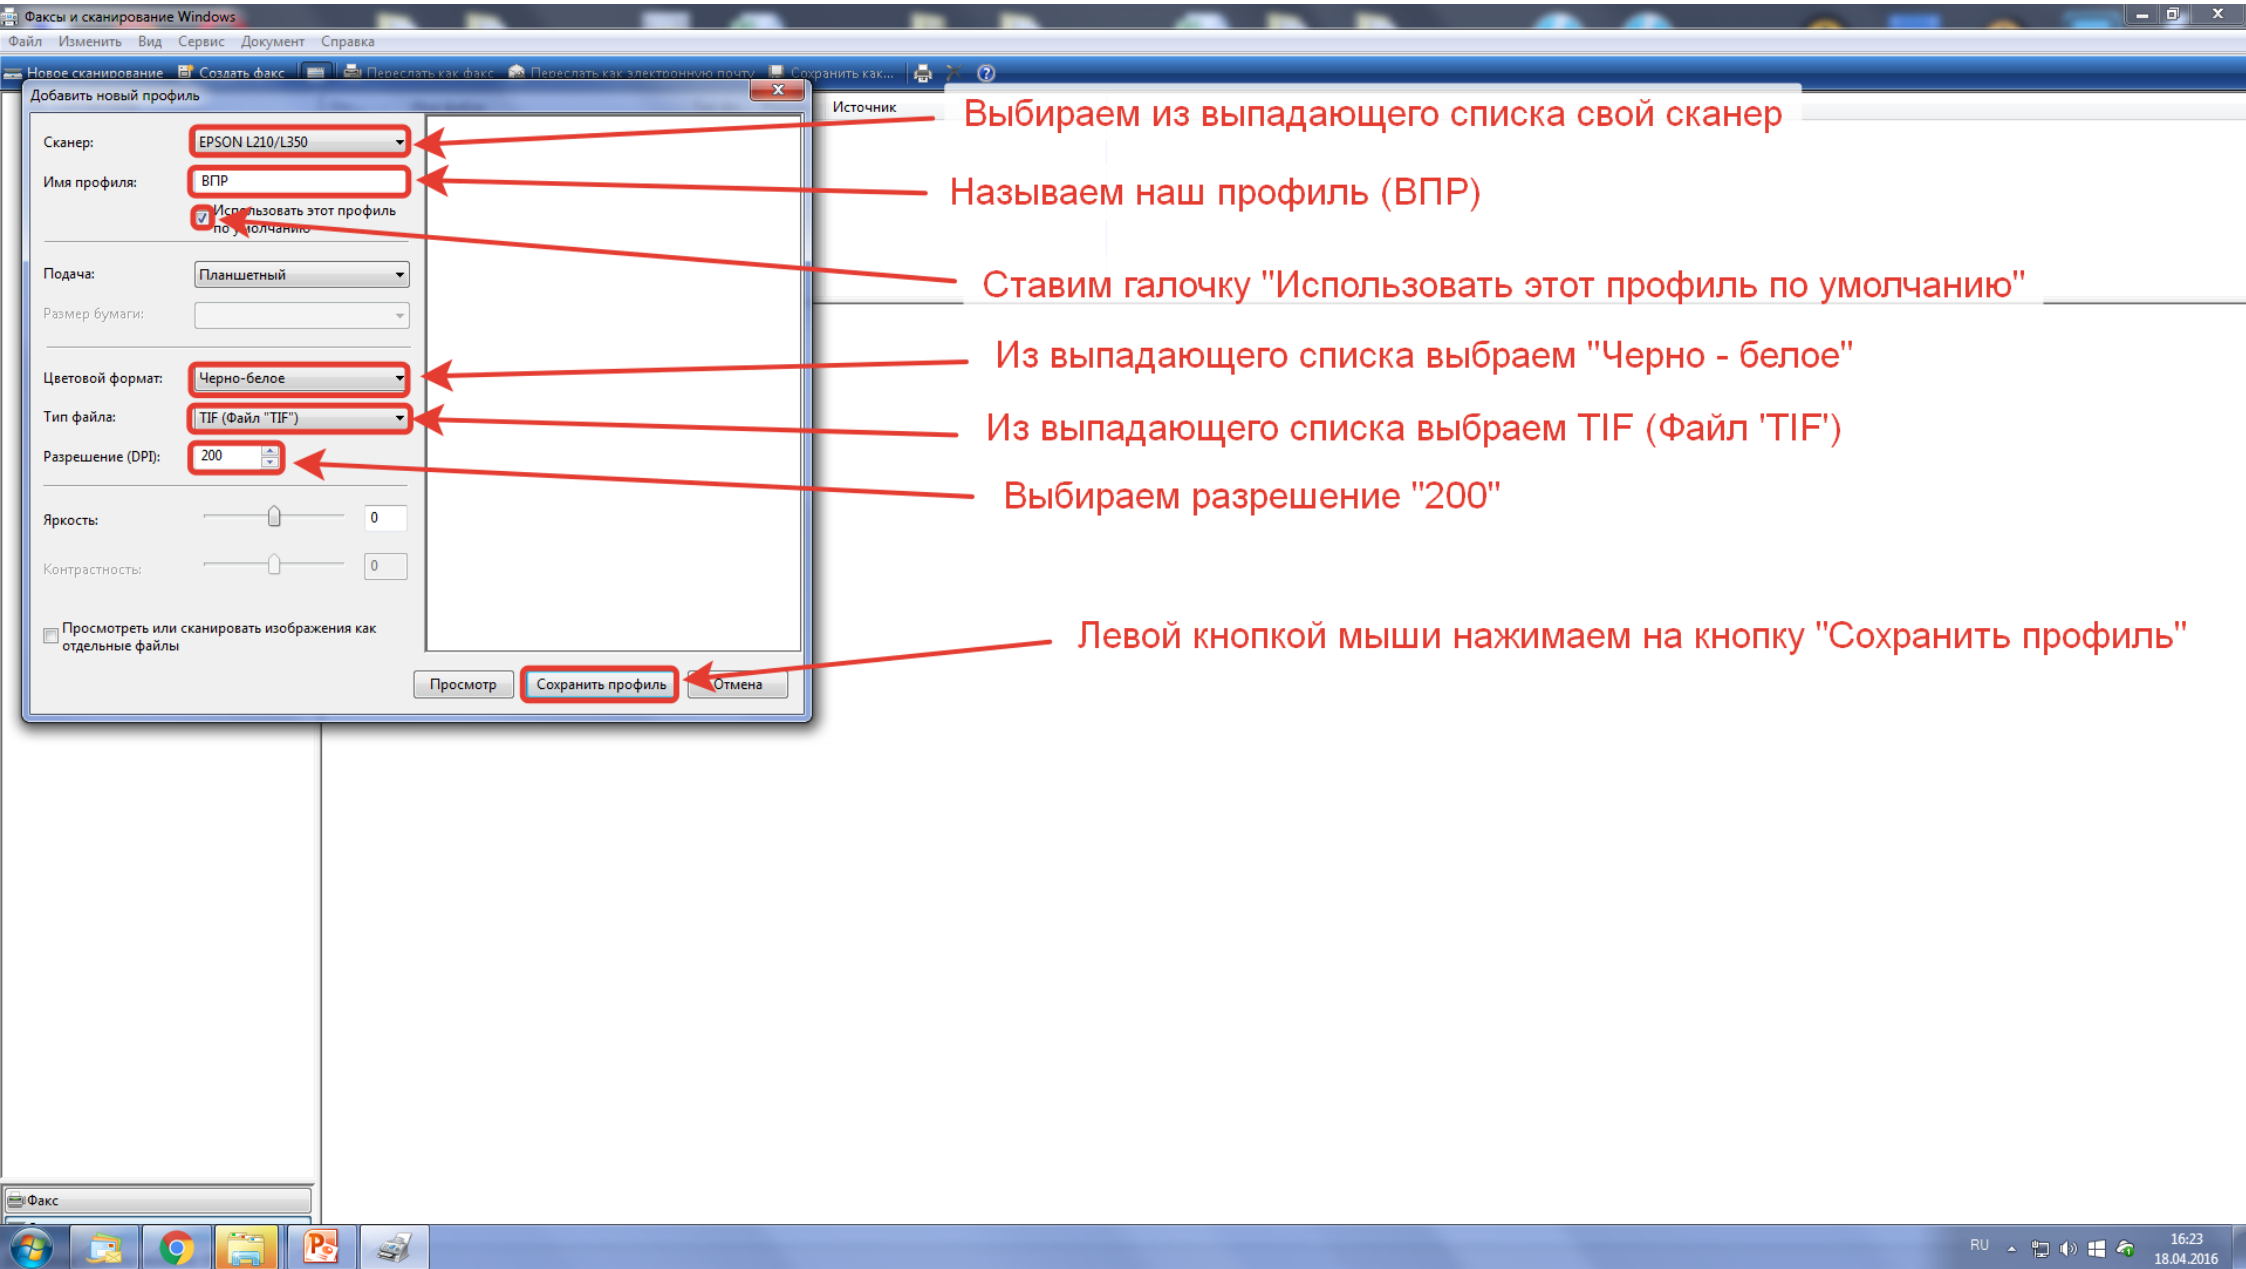 Факсы и сканирование Windows
Файл Изменить Вид Сервис Документ Справка
Новое сканирование Создать факс Переслать как факс Переслать как электронную почту Сохранить как...
Добавить новый профиль
Источник
Выбираем из выпадающего списка свой сканер
Сканер: EPSON L210/L350
Имя профиля: ВПР
Называем наш профиль (ВПР)
Использовать этот профиль
по умолчанию
Подача: Планшетный
Ставим галочку "Использовать этот профиль по умолчанию"
Размер бумаги:
Из выпадающего списка выбраем "Черно - белое"
Цветовой формат: Черно-белое
Тип файла: TIF (Файл "TIF")
Из выпадающего списка выбраем TIF (Файл 'TIF')
Разрешение (DPI): 200
Выбираем разрешение "200"
Яркость: 0
Контрастность: 0
Просмотреть или сканировать изображения как
отдельные файлы
Левой кнопкой мыши нажимаем на кнопку "Сохранить профиль"
Просмотр Сохранить профиль Отмена
Факс
RU
16:23
18.04.2016